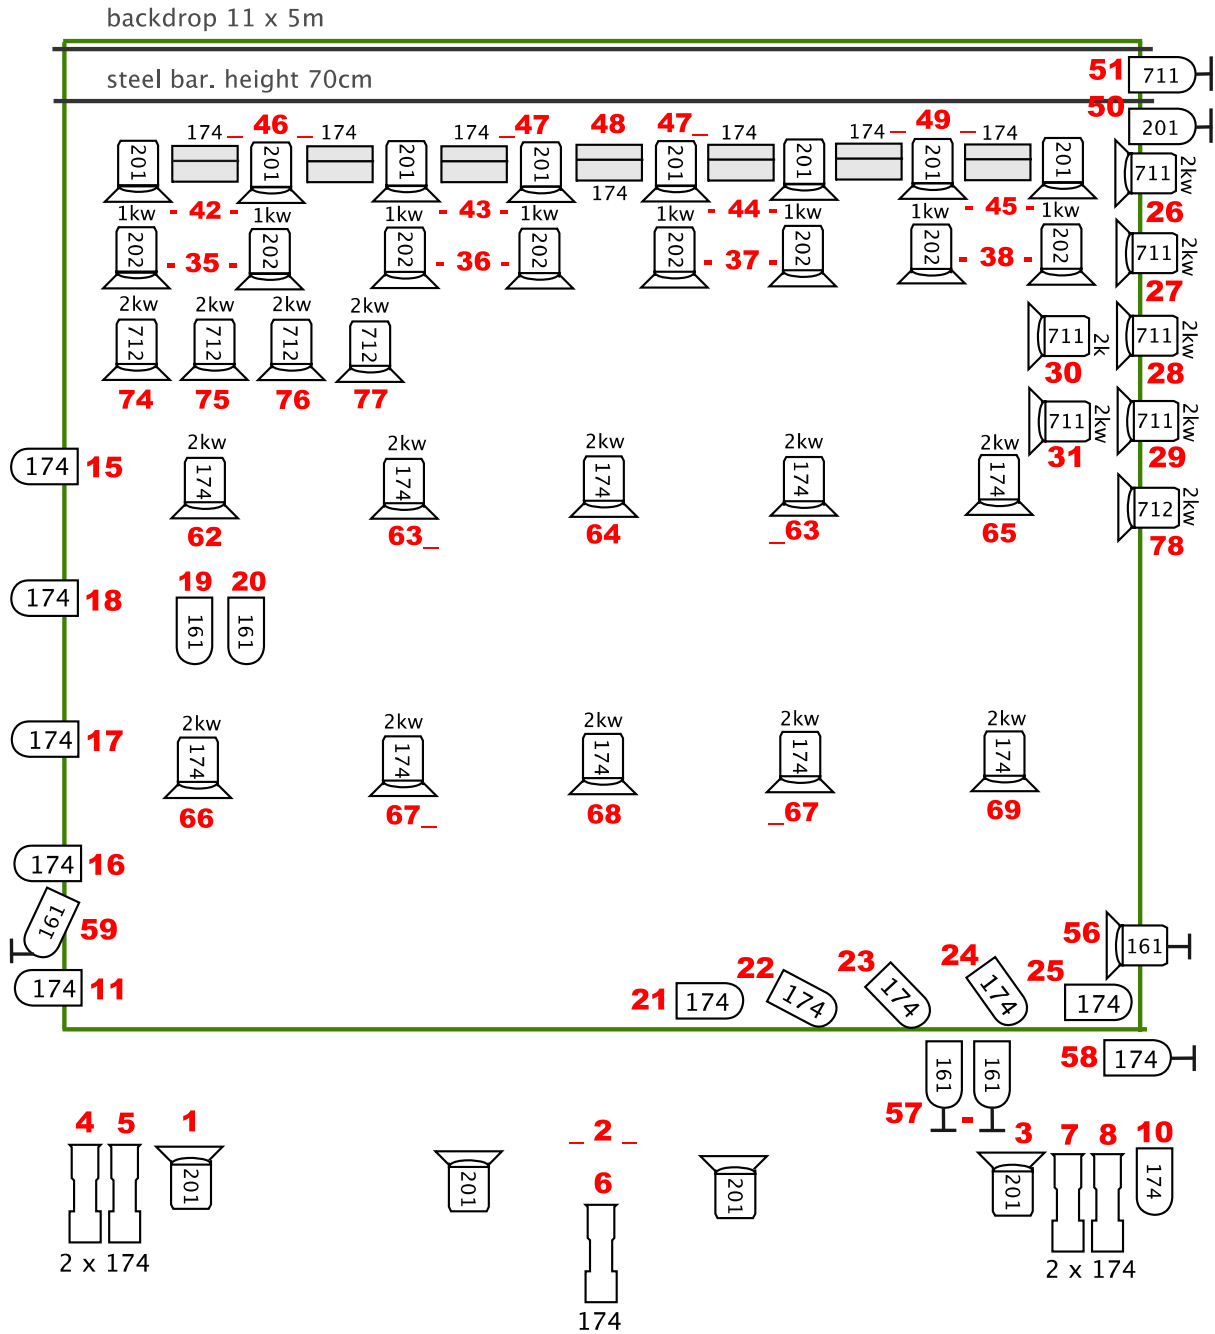 backdrop 11 x 5m
steel bar. height 70cm
51 711
50 201
174 _ 46 _ 174 174 _47 48 47_ 174 174 _ 49 _ 174
201 201 201 201 174 201 201 201 201 711 2kw
1kw - 42 - 1kw 1kw - 43 - 1kw 1kw - 44 - 1kw 1kw - 45 - 1kw 26
202 - 35 - 202 202 - 36 - 202 202 - 37 - 202 202 - 38 - 202 711 2kw
27
2kw 2kw 2kw 2kw
712 712 712 712 711 2k 711 2kw
74 75 76 77 30 28
711 2kw 711 2kw
31 29
174 15 2kw 2kw 2kw 2kw 2kw
174 174 174 174 174 712 2kw
62 63_ 64 _63 65 78
174 18 19 20
161 161
174 17 2kw 2kw 2kw 2kw 2kw
174 174 174 174 174
66 67_ 68 _67 69
174 16
161 59 56 161
174 11 21 174 22 174 23 174 24 174 25 174
161 161 58 174
57 -
4 5 1 _ 2 _ 3 7 8 10
201 201 6 201 201 174
2 x 174 174 2 x 174